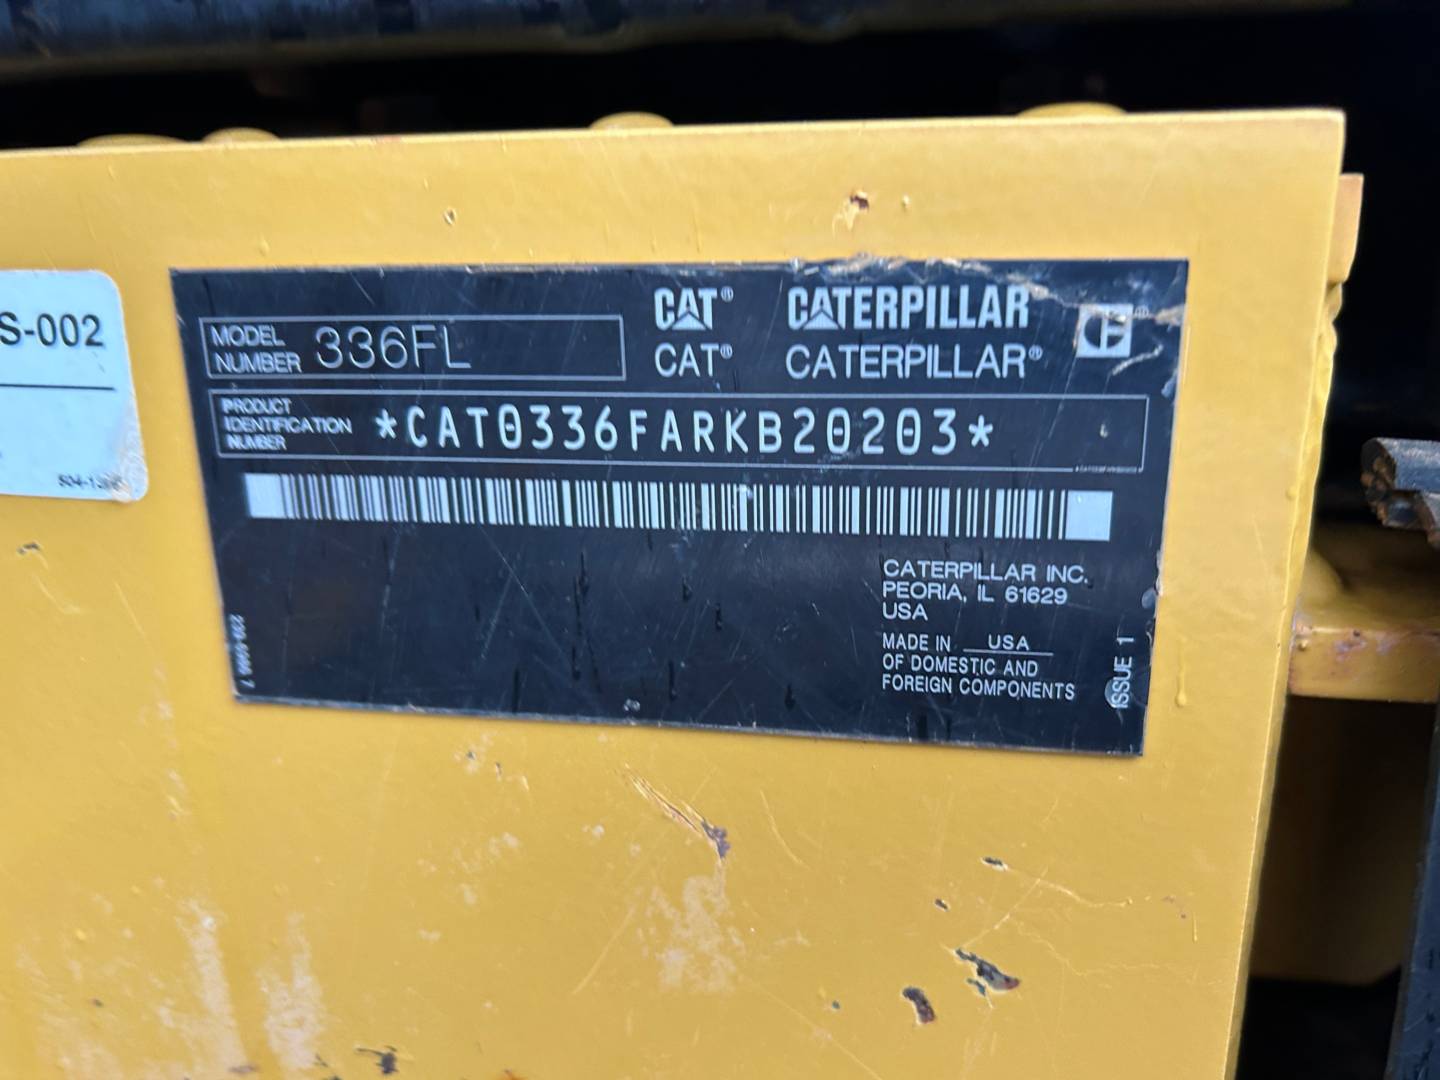 S-002
MODEL
NUMBER 336FL
CAT® CATERPILLAR
CAT® CATERPILLAR®
PRODUCT
IDENTIFICATION
NUMBER
*CAT0336FARKB20203*
CATERPILLAR INC.
PEORIA, IL 61629
USA
MADE IN USA
OF DOMESTIC AND
FOREIGN COMPONENTS
ISSUE 1